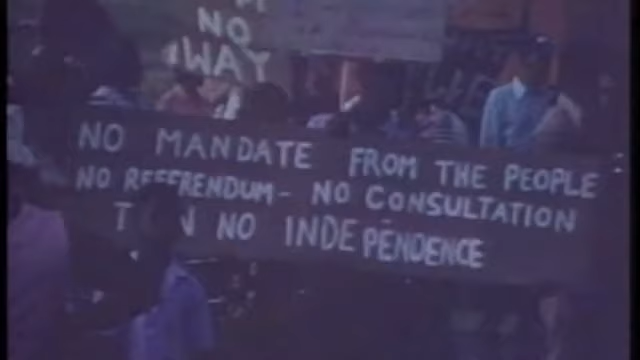 NO
WAY
NO MANDATE FROM THE PEOPLE
NO REFERENDUM - NO CONSULTATION
NO INDEPENDENCE